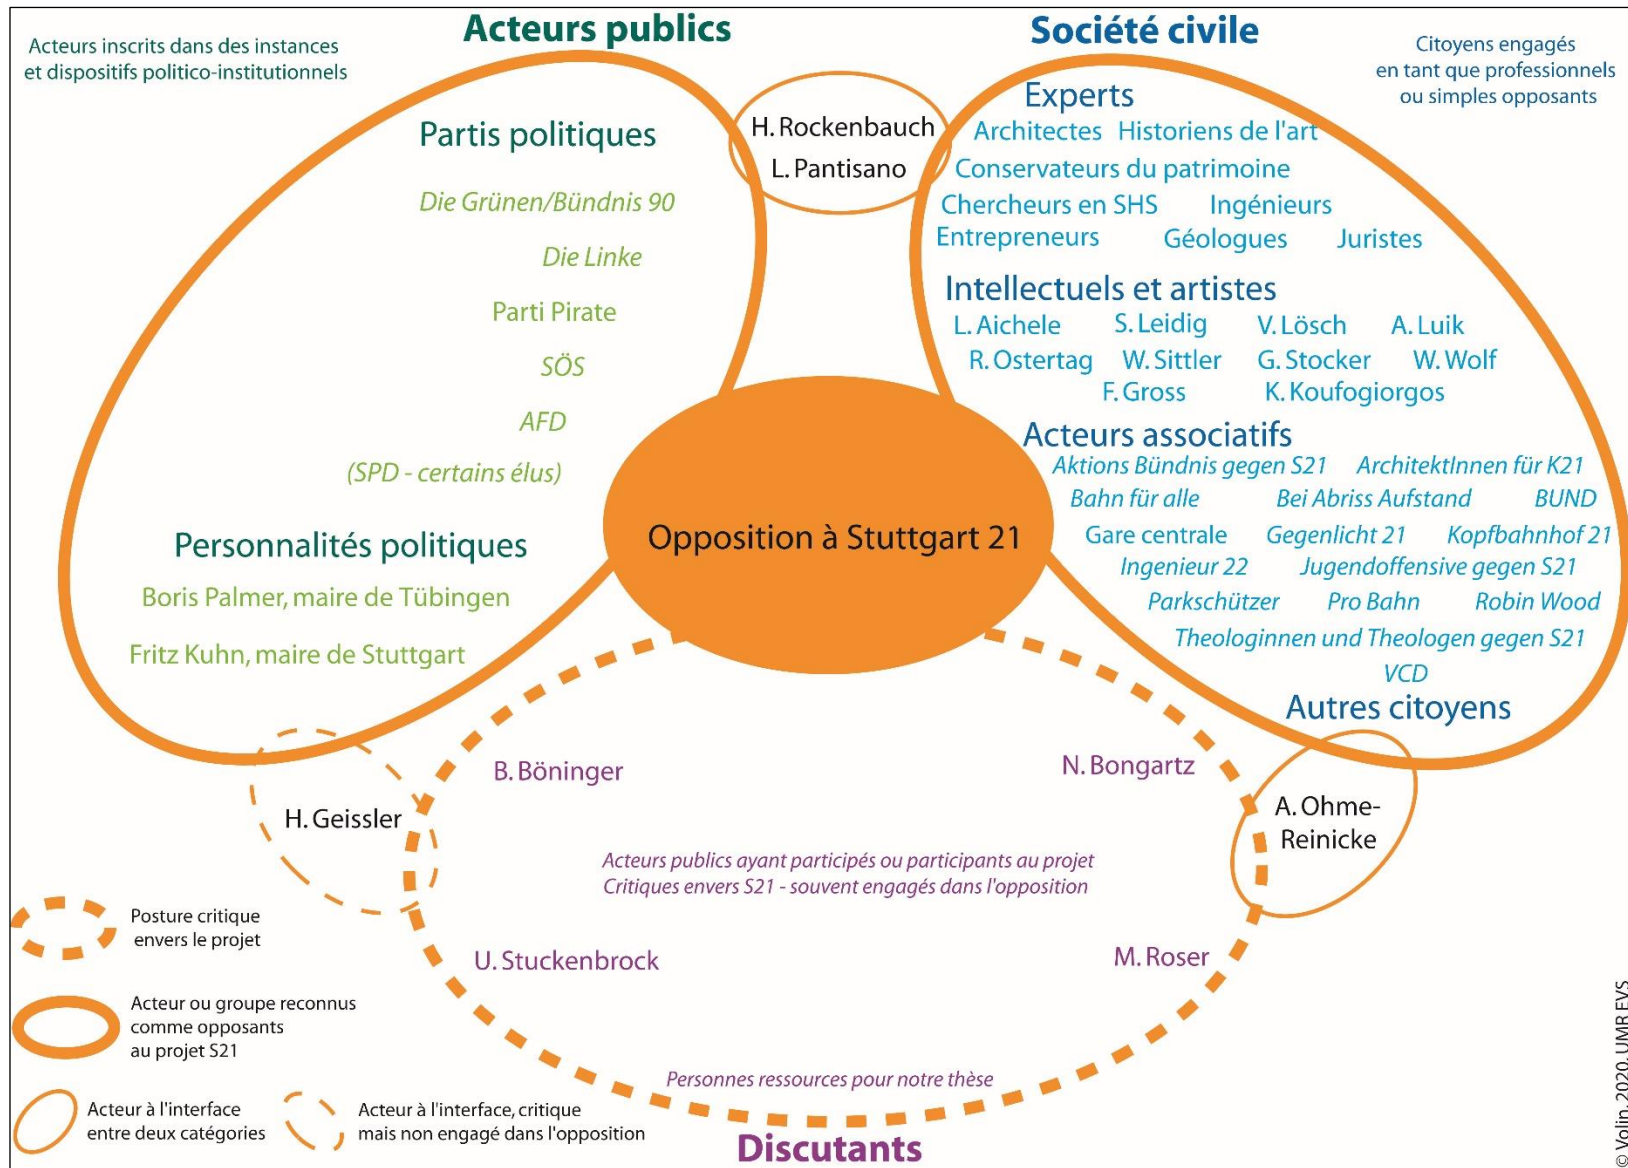 Acteurs publics
Société civile
Acteurs inscrits dans des instances
et dispositifs politico-institutionnels
Citoyens engagés
en tant que professionnels
ou simples opposants
Partis politiques
Die Grünen/Bündnis 90
Die Linke
Parti Pirate
SÖS
AFD
(SPD - certains élus)
Personnalités politiques
Boris Palmer, maire de Tübingen
Fritz Kuhn, maire de Stuttgart
H. Rockenbauch
L. Pantisano
Experts
Architectes Historiens de l'art
Conservateurs du patrimoine
Chercheurs en SHS Ingénieurs
Entrepreneurs Géologues Juristes
Intellectuels et artistes
L. Aichele S. Leidig V. Lösch A. Luik
R. Ostertag W. Sittler G. Stocker W. Wolf
F. Gross K. Koufogiorgos
Acteurs associatifs
Aktions Bündnis gegen S21 ArchitektInnen für K21
Bahn für alle Bei Abriss Aufstand BUND
Gare centrale Gegenlicht 21 Kopfbahnhof 21
Ingenieur 22 Jugendoffensive gegen S21
Parkschützer Pro Bahn Robin Wood
Theologinnen und Theologen gegen S21
VCD
Autres citoyens
Opposition à Stuttgart 21
H. Geissler
A. Ohme-
Reinicke
B. Böninger
N. Bongartz
Acteurs publics ayant participés ou participants au projet
Critiques envers S21 - souvent engagés dans l'opposition
U. Stuckenbrock
M. Roser
Personnes ressources pour notre thèse
Discutants
Posture critique
envers le projet
Acteur ou groupe reconnus
comme opposants
au projet S21
Acteur à l'interface
entre deux catégories
Acteur à l'interface, critique
mais non engagé dans l'opposition
© Volin, 2020, UMR EVS